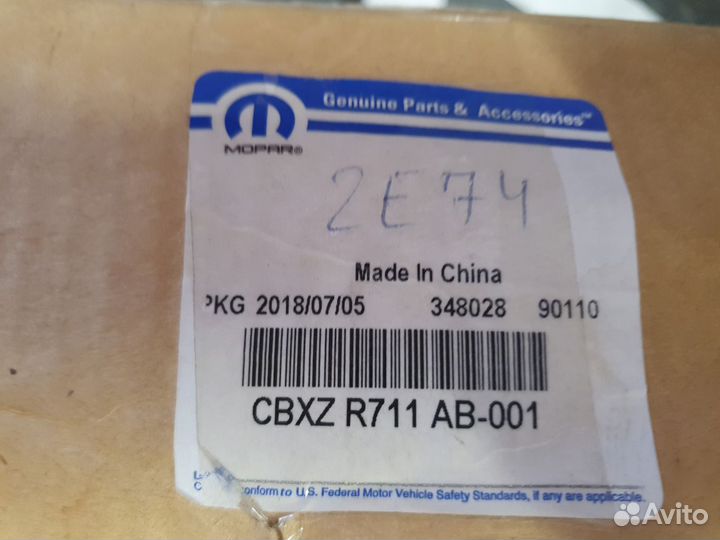 Genuine Parts & Accessories™
MOPAR®
2E74
Made In China
PKG 2018/07/05 348028 90110
CBXZ R711 AB-001
conform to U.S. Federal Motor Vehicle Safety Standards, if any are applicable.
Avito